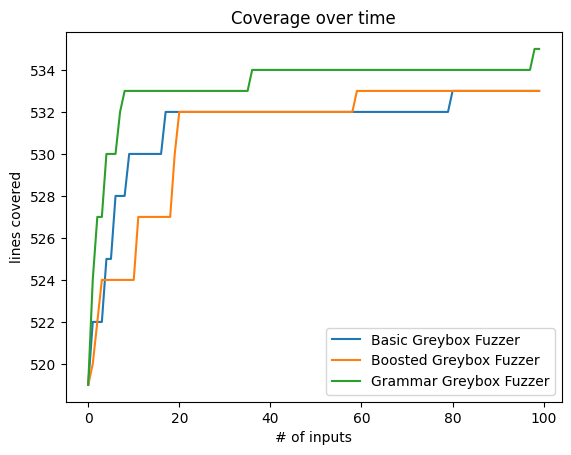 Coverage over time
lines covered
534
532
530
528
526
524
522
520
0 20 40 60 80 100
# of inputs
Basic Greybox Fuzzer
Boosted Greybox Fuzzer
Grammar Greybox Fuzzer